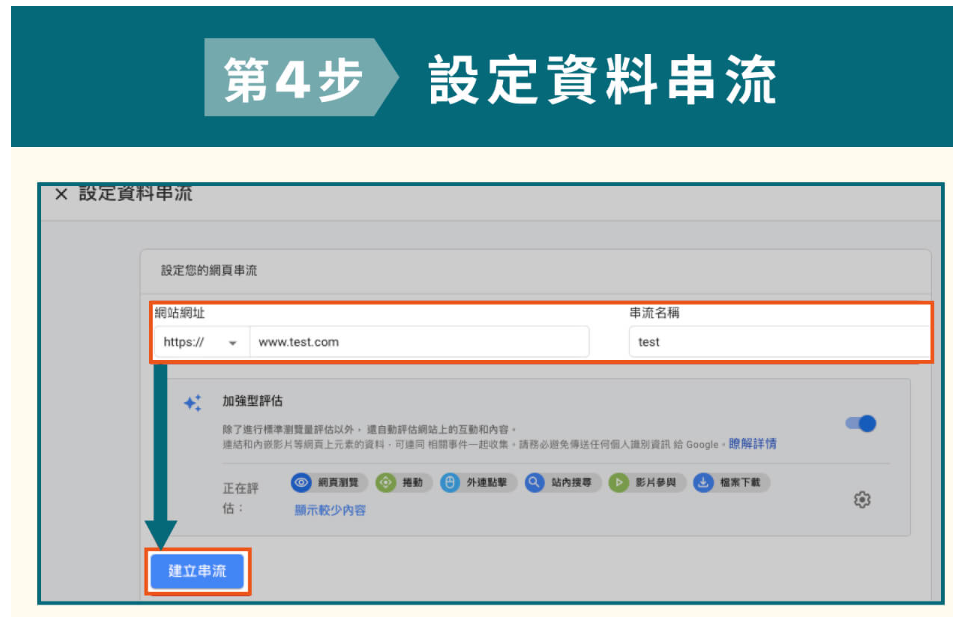 第4步 設定資料串流
× 設定資料串流
設定您的網頁串流
網站網址 串流名稱
https:// www.test.com test
加強型評估
除了進行標準瀏覽量評估以外， 還自動評估網站上的互動和內容。
連結和內嵌影片等網頁上元素的資料，可連同 相關事件一起收集。請務必避免傳送任何個人識別資訊 給 Google。瞭解詳情
正在評估： 網頁瀏覽 捲動 外連點擊 站內搜尋 影片參與 檔案下載
顯示較少內容
建立串流